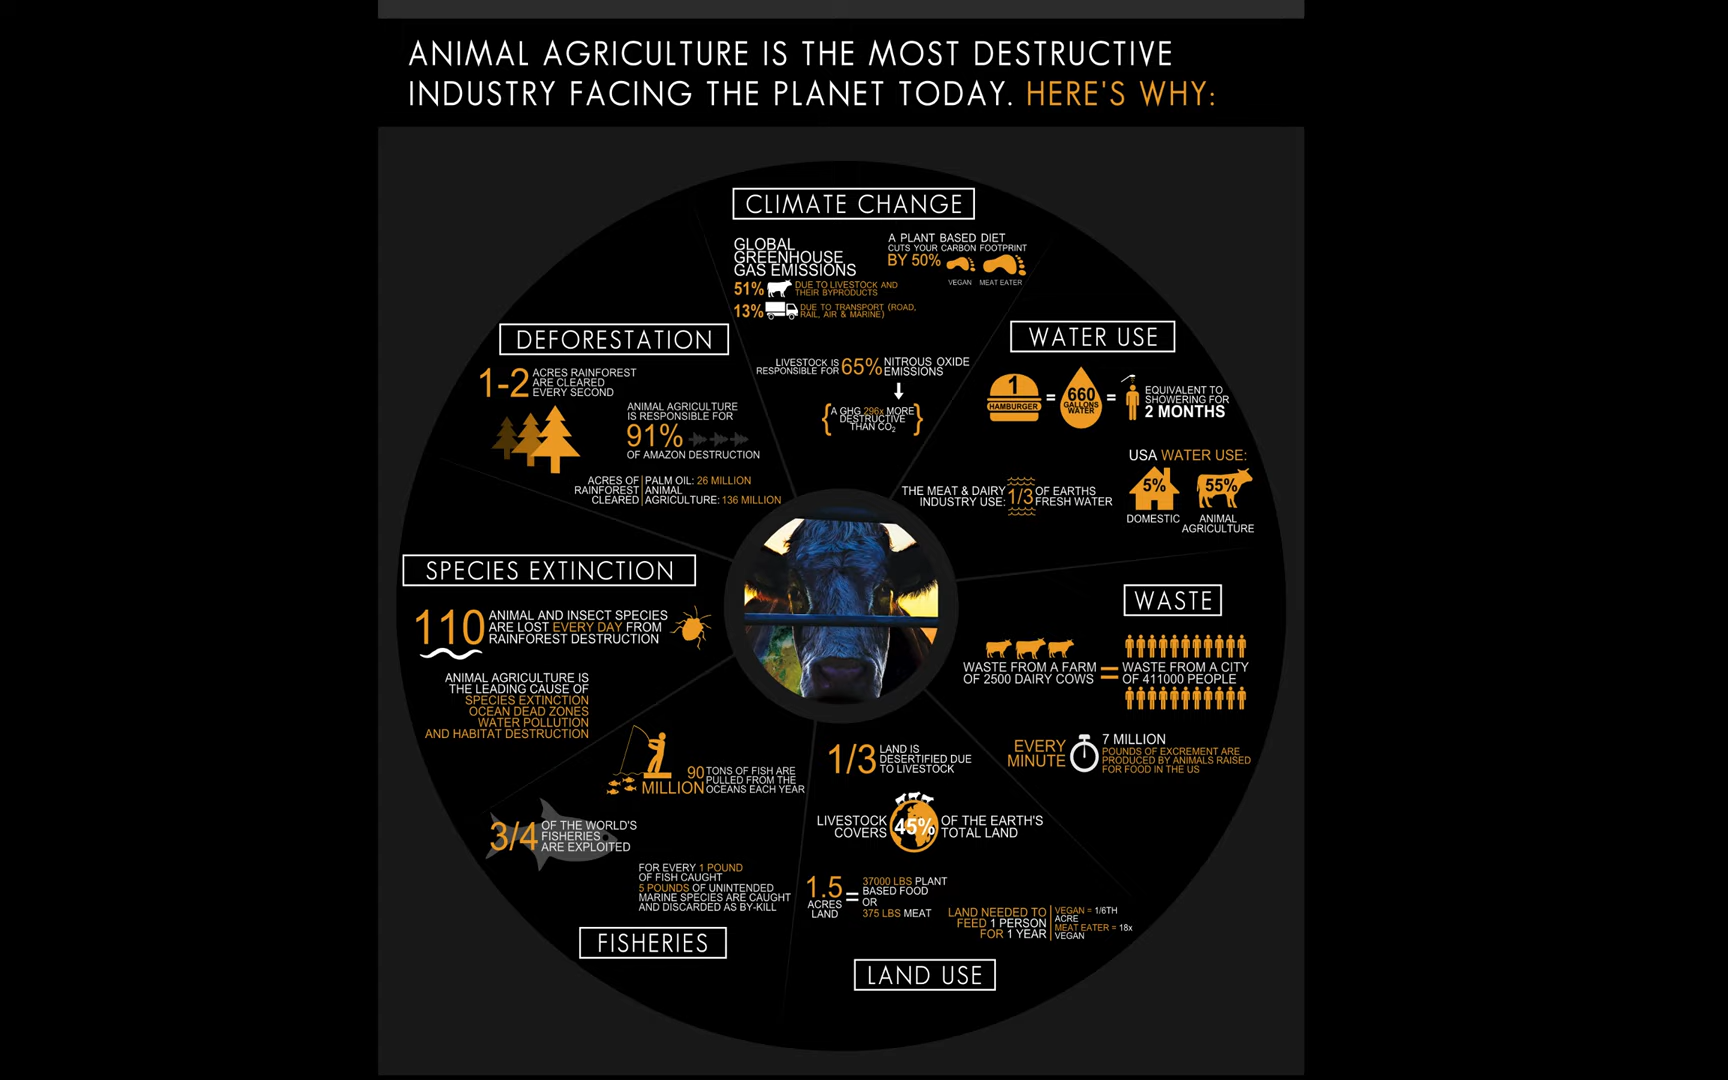 ANIMAL AGRICULTURE IS THE MOST DESTRUCTIVE
INDUSTRY FACING THE PLANET TODAY. HERE'S WHY:
CLIMATE CHANGE
GLOBAL
GREENHOUSE
GAS EMISSIONS
51% DUE TO LIVESTOCK AND
THEIR BYPRODUCTS
13% DUE TO TRANSPORT (ROAD,
RAIL, AIR & MARINE)
A PLANT BASED DIET
CUTS YOUR CARBON FOOTPRINT
BY 50%
VEGAN MEAT EATER
LIVESTOCK IS
RESPONSIBLE FOR 65% NITROUS OXIDE
EMISSIONS
{A GHG 296x MORE
DESTRUCTIVE
THAN CO₂}
WATER USE
1
HAMBURGER
=
660
GALLONS
WATER
=
EQUIVALENT TO
SHOWERING FOR
2 MONTHS
USA WATER USE:
5% 55%
DOMESTIC ANIMAL
AGRICULTURE
THE MEAT & DAIRY
INDUSTRY USE: 1/3 OF EARTHS
FRESH WATER
WASTE
WASTE FROM A FARM
OF 2500 DAIRY COWS
=
WASTE FROM A CITY
OF 411000 PEOPLE
EVERY
MINUTE
7 MILLION
POUNDS OF EXCREMENT ARE
PRODUCED BY ANIMALS RAISED
FOR FOOD IN THE US
1/3 LAND IS
DESERTIFIED DUE
TO LIVESTOCK
LIVESTOCK
COVERS
45%
OF THE EARTH'S
TOTAL LAND
1.5
ACRES
LAND
=
37000 LBS PLANT
BASED FOOD
OR
375 LBS MEAT
LAND NEEDED TO
FEED 1 PERSON
FOR 1 YEAR
VEGAN = 1/6TH
ACRE
MEAT EATER = 18x
VEGAN
LAND USE
90
MILLION
TONS OF FISH ARE
PULLED FROM THE
OCEANS EACH YEAR
3/4 OF THE WORLD'S
FISHERIES
ARE EXPLOITED
FOR EVERY 1 POUND
OF FISH CAUGHT
5 POUNDS OF UNINTENDED
MARINE SPECIES ARE CAUGHT
AND DISCARDED AS BY-KILL
FISHERIES
SPECIES EXTINCTION
110 ANIMAL AND INSECT SPECIES
ARE LOST EVERY DAY FROM
RAINFOREST DESTRUCTION
ANIMAL AGRICULTURE IS
THE LEADING CAUSE OF
SPECIES EXTINCTION
OCEAN DEAD ZONES
WATER POLLUTION
AND HABITAT DESTRUCTION
DEFORESTATION
1-2 ACRES RAINFOREST
ARE CLEARED
EVERY SECOND
ANIMAL AGRICULTURE
IS RESPONSIBLE FOR
91%
OF AMAZON DESTRUCTION
ACRES OF
RAINFOREST
CLEARED
PALM OIL: 26 MILLION
ANIMAL
AGRICULTURE: 136 MILLION